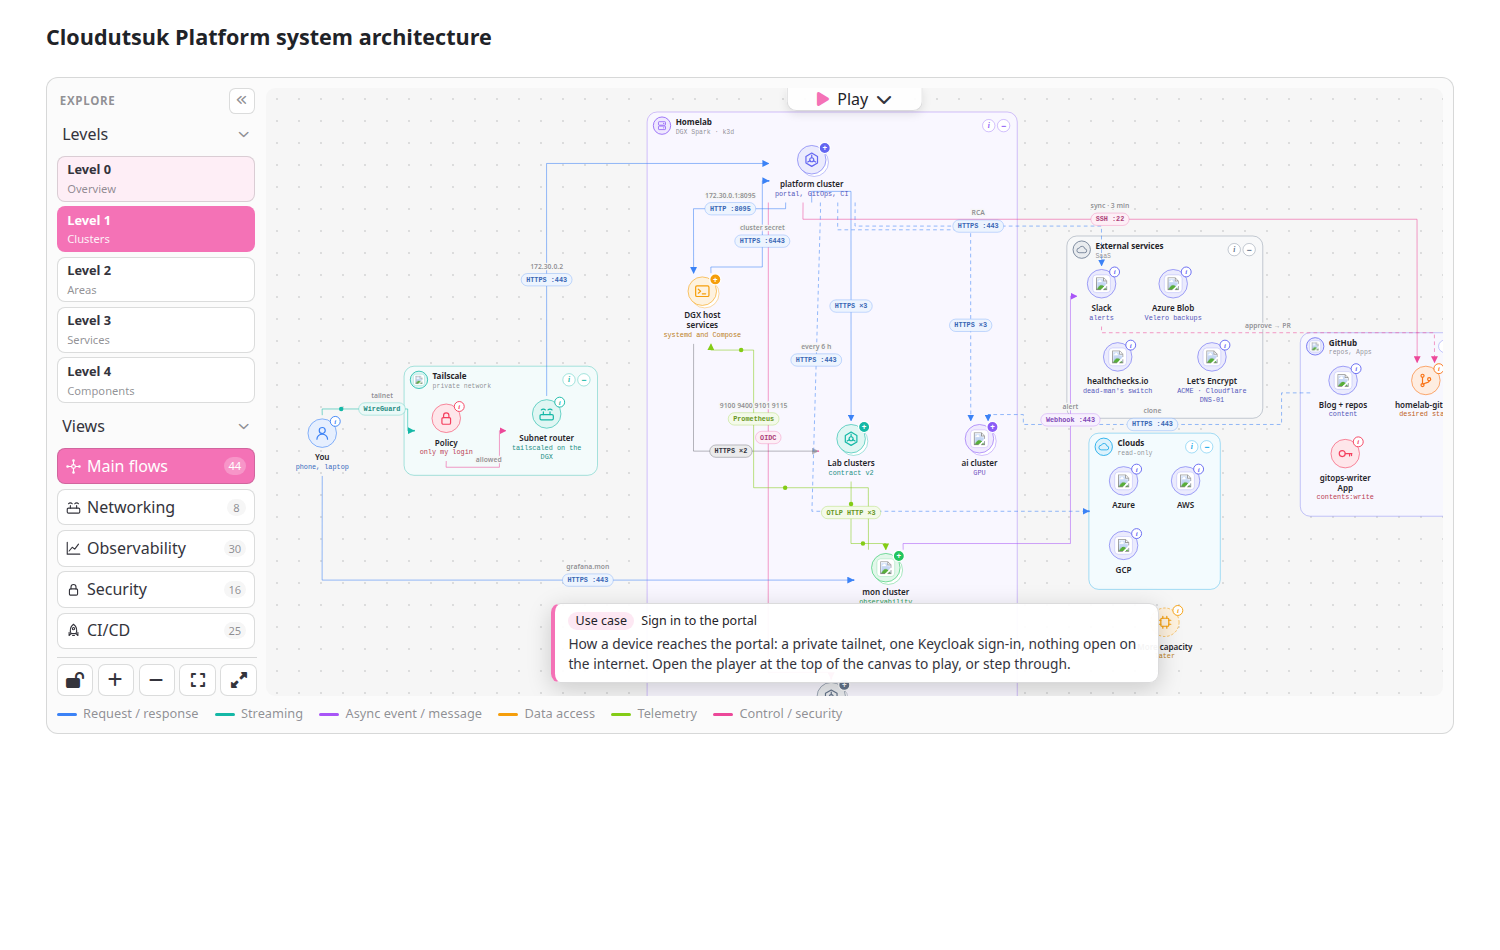 Cloudutsuk Platform system architecture
EXPLORE
Levels
Level 0
Overview
Level 1
Clusters
Level 2
Areas
Level 3
Services
Level 4
Components
Views
Main flows 44
Networking 8
Observability 30
Security 16
CI/CD 25
Play
Homelab
DGX Spark · k3d
platform cluster
portal, GitOps, CI
172.30.0.1:8095
HTTP :8095
cluster secret
HTTPS :6443
172.30.0.2
HTTPS :443
RCA
HTTPS :443
sync · 3 min
SSH :22
External services
SaaS
Slack
alerts
Azure Blob
Velero backups
healthchecks.io
dead-man's switch
Let's Encrypt
ACME · Cloudflare
DNS-01
approve → PR
GitHub
repos, Apps
Blog + repos
content
homelab-git
desired sta
gitops-writer
App
contents:write
DGX host
services
systemd and Compose
HTTPS ×3
HTTPS ×3
every 6 h
HTTPS :443
Tailscale
private network
tailnet
WireGuard
You
phone, laptop
Policy
only my login
allowed
Subnet router
tailscaled on the
DGX
9100 9400 9101 9115
Prometheus
OIDC
HTTPS ×2
Lab clusters
contract v2
ai cluster
GPU
alert
Webhook :443
clone
HTTPS :443
Clouds
read-only
Azure
AWS
GCP
OTLP HTTP ×3
mon cluster
observability
grafana.mon
HTTPS :443
capacity
ater
Use case Sign in to the portal
How a device reaches the portal: a private tailnet, one Keycloak sign-in, nothing open on
the internet. Open the player at the top of the canvas to play, or step through.
Request / response
Streaming
Async event / message
Data access
Telemetry
Control / security